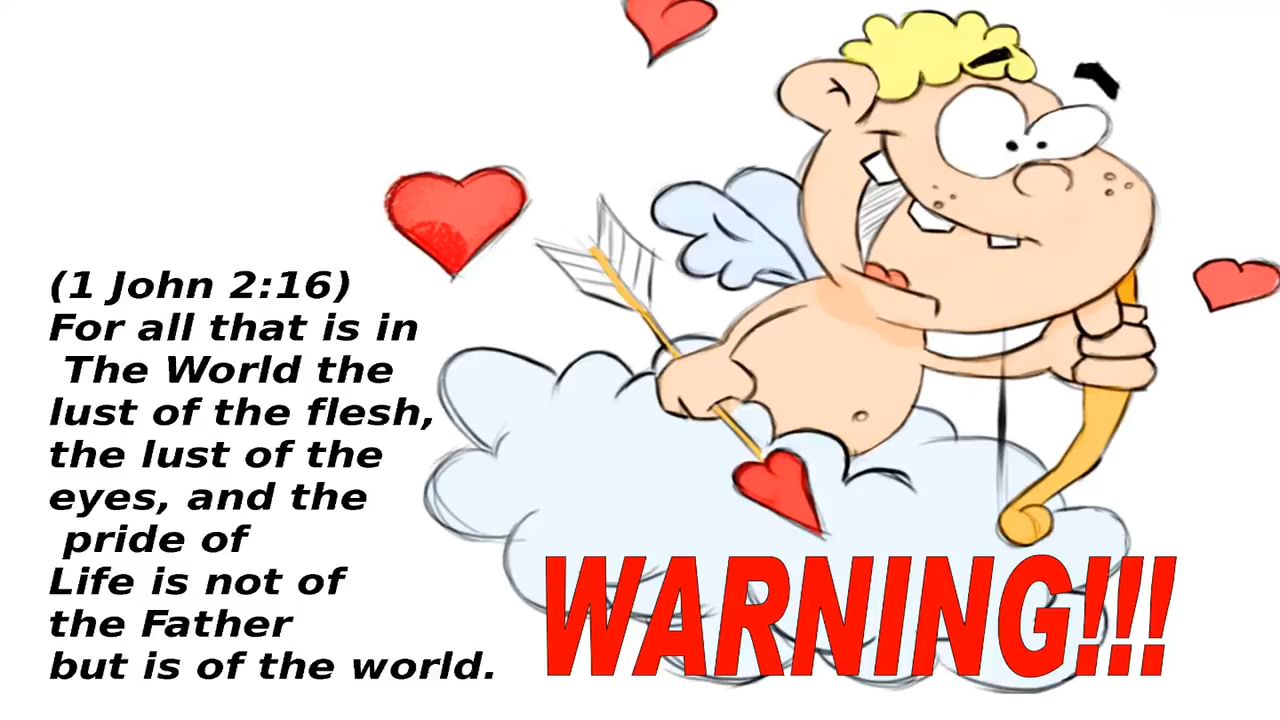 (1 John 2:16)
For all that is in
The World the
lust of the flesh,
the lust of the
eyes, and the
pride of
Life is not of
the Father
but is of the world.
WARNING!!!